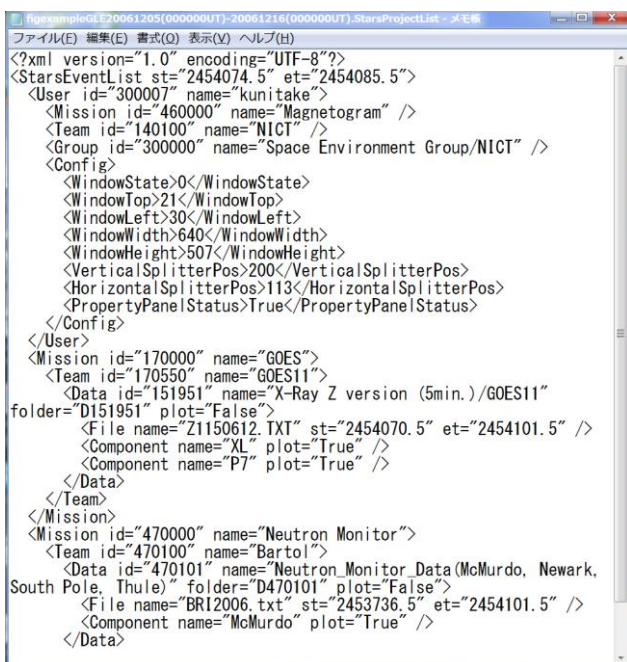 figexampleGLE20061205(000000UT)-20061216(000000UT).StarsProjectList - メモ帳
ファイル(F) 編集(E) 書式(O) 表示(V) ヘルプ(H)
<?xml version="1.0" encoding="UTF-8"?>
<StarsEventList st="2454074.5" et="2454085.5">
<User id="300007" name="kunitake">
<Mission id="460000" name="Magnetogram" />
<Team id="140100" name="NICT" />
<Group id="300000" name="Space Environment Group/NICT" />
<Config>
<WindowState>0</WindowState>
<WindowTop>21</WindowTop>
<WindowLeft>30</WindowLeft>
<WindowWidth>640</WindowWidth>
<WindowHeight>507</WindowHeight>
<VerticalSplitterPos>200</VerticalSplitterPos>
<HorizontalSplitterPos>113</HorizontalSplitterPos>
<PropertyPanelStatus>True</PropertyPanelStatus>
</Config>
</User>
<Mission id="170000" name="GOES">
<Team id="170550" name="GOES11">
<Data id="151951" name="X-Ray Z version (5min.)/GOES11"
folder="D151951" plot="False">
<File name="Z1150612.TXT" st="2454070.5" et="2454101.5" />
<Component name="XL" plot="True" />
<Component name="P7" plot="True" />
</Data>
</Team>
</Mission>
<Mission id="470000" name="Neutron Monitor">
<Team id="470100" name="Bartol">
<Data id="470101" name="Neutron_Monitor_Data(McMurdo, Newark,
South Pole, Thule)" folder="D470101" plot="False">
<File name="BRI2006.txt" st="2453736.5" et="2454101.5" />
<Component name="McMurdo" plot="True" />
</Data>